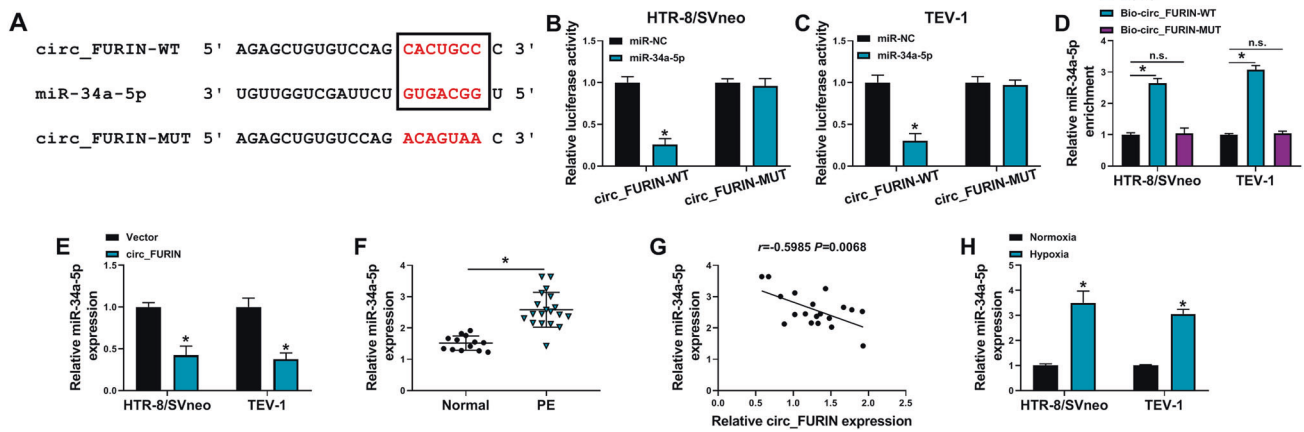 A
circ_FURIN-WT 5' AGAGCUGUGUCCAG CACUGCC C 3'
miR-34a-5p 3' UGUUGGUCGAUUCU GUGACGG U 5'
circ_FURIN-MUT 5' AGAGCUGUGUCCAG ACAGUAA C 3'
B
HTR-8/SVneo
miR-NC
miR-34a-5p
Relative luciferase activity
1.5
1.0
0.5
0.0
*
circ_FURIN-WT
circ_FURIN-MUT
C
TEV-1
miR-NC
miR-34a-5p
Relative luciferase activity
1.5
1.0
0.5
0.0
*
circ_FURIN-WT
circ_FURIN-MUT
D
Bio-circ_FURIN-WT
Bio-circ_FURIN-MUT
Relative miR-34a-5p
enrichment
4
3
2
1
0
n.s.
*
n.s.
*
HTR-8/SVneo
TEV-1
E
Vector
circ_FURIN
Relative miR-34a-5p
expression
1.5
1.0
0.5
0.0
*
*
HTR-8/SVneo
TEV-1
F
Relative miR-34a-5p
expression
4
3
2
1
0
*
Normal
PE
G
r=-0.5985 P=0.0068
Relative miR-34a-5p
expression
4
3
2
1
0
0.0
0.5
1.0
1.5
2.0
2.5
Relative circ_FURIN expression
H
Normoxia
Hypoxia
Relative miR-34a-5p
expression
5
4
3
2
1
0
*
*
HTR-8/SVneo
TEV-1